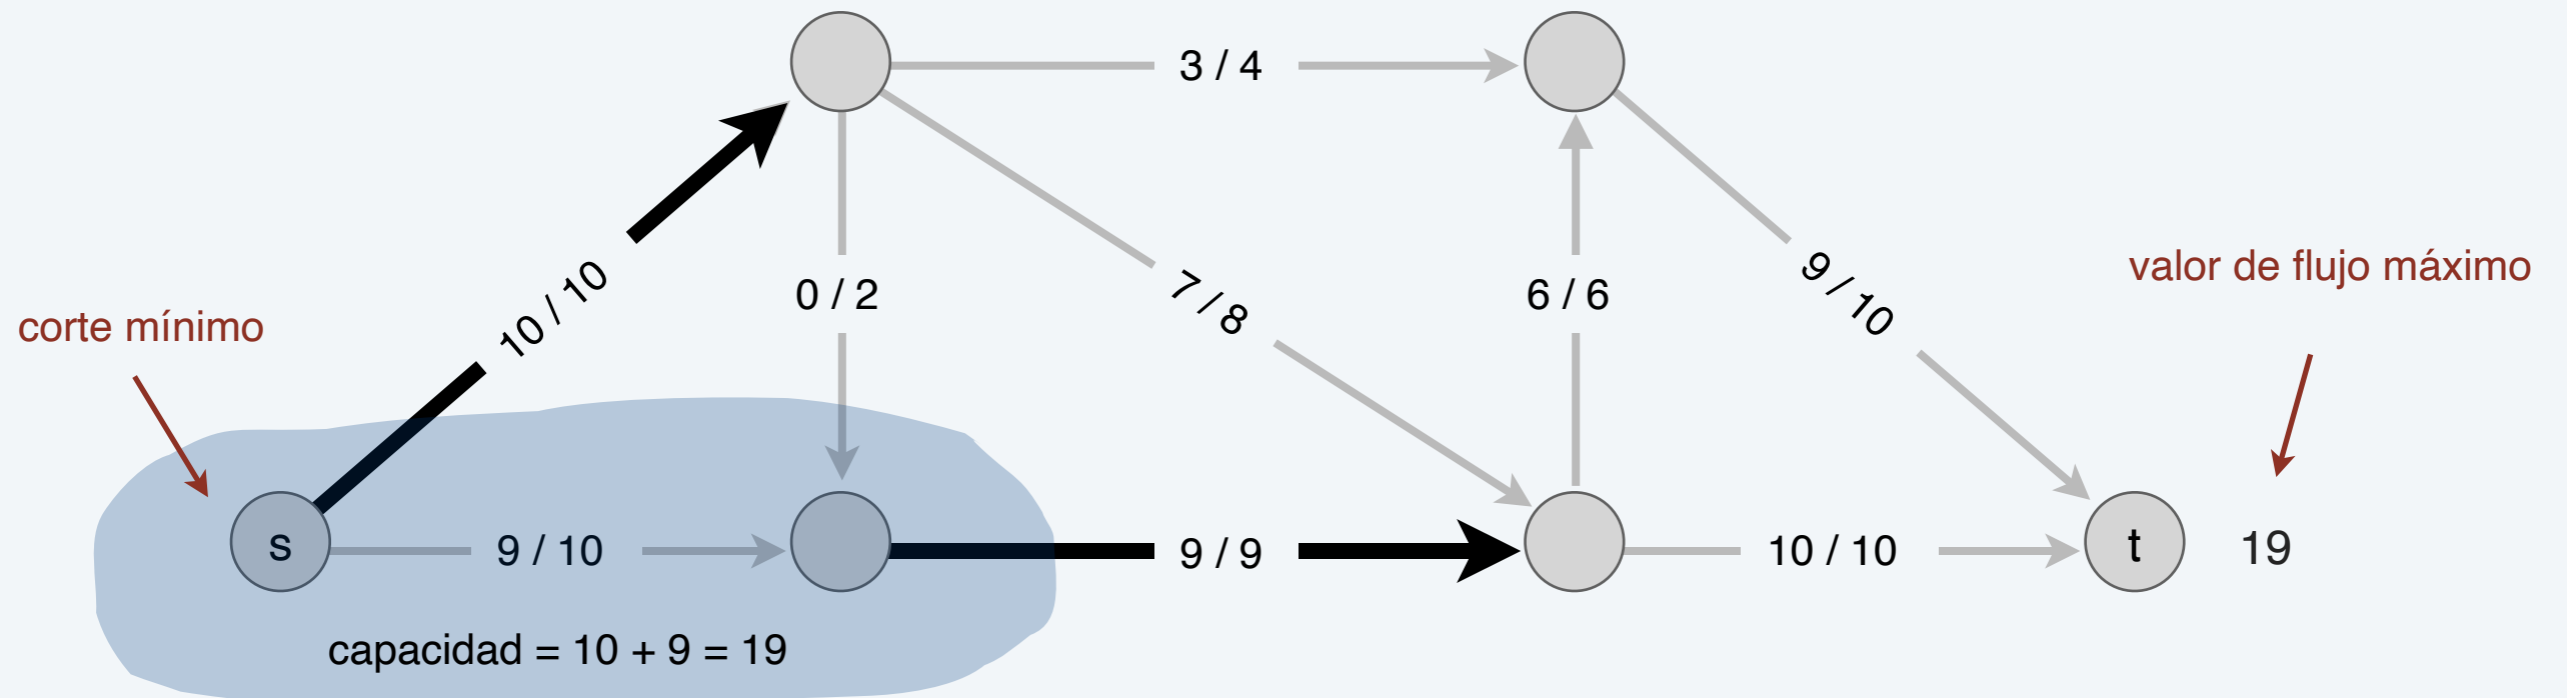 3 / 4
10 / 10
0 / 2
7 / 8
6 / 6
9 / 10
valor de flujo máximo
corte mínimo
s
9 / 10
9 / 9
10 / 10
t
19
capacidad = 10 + 9 = 19